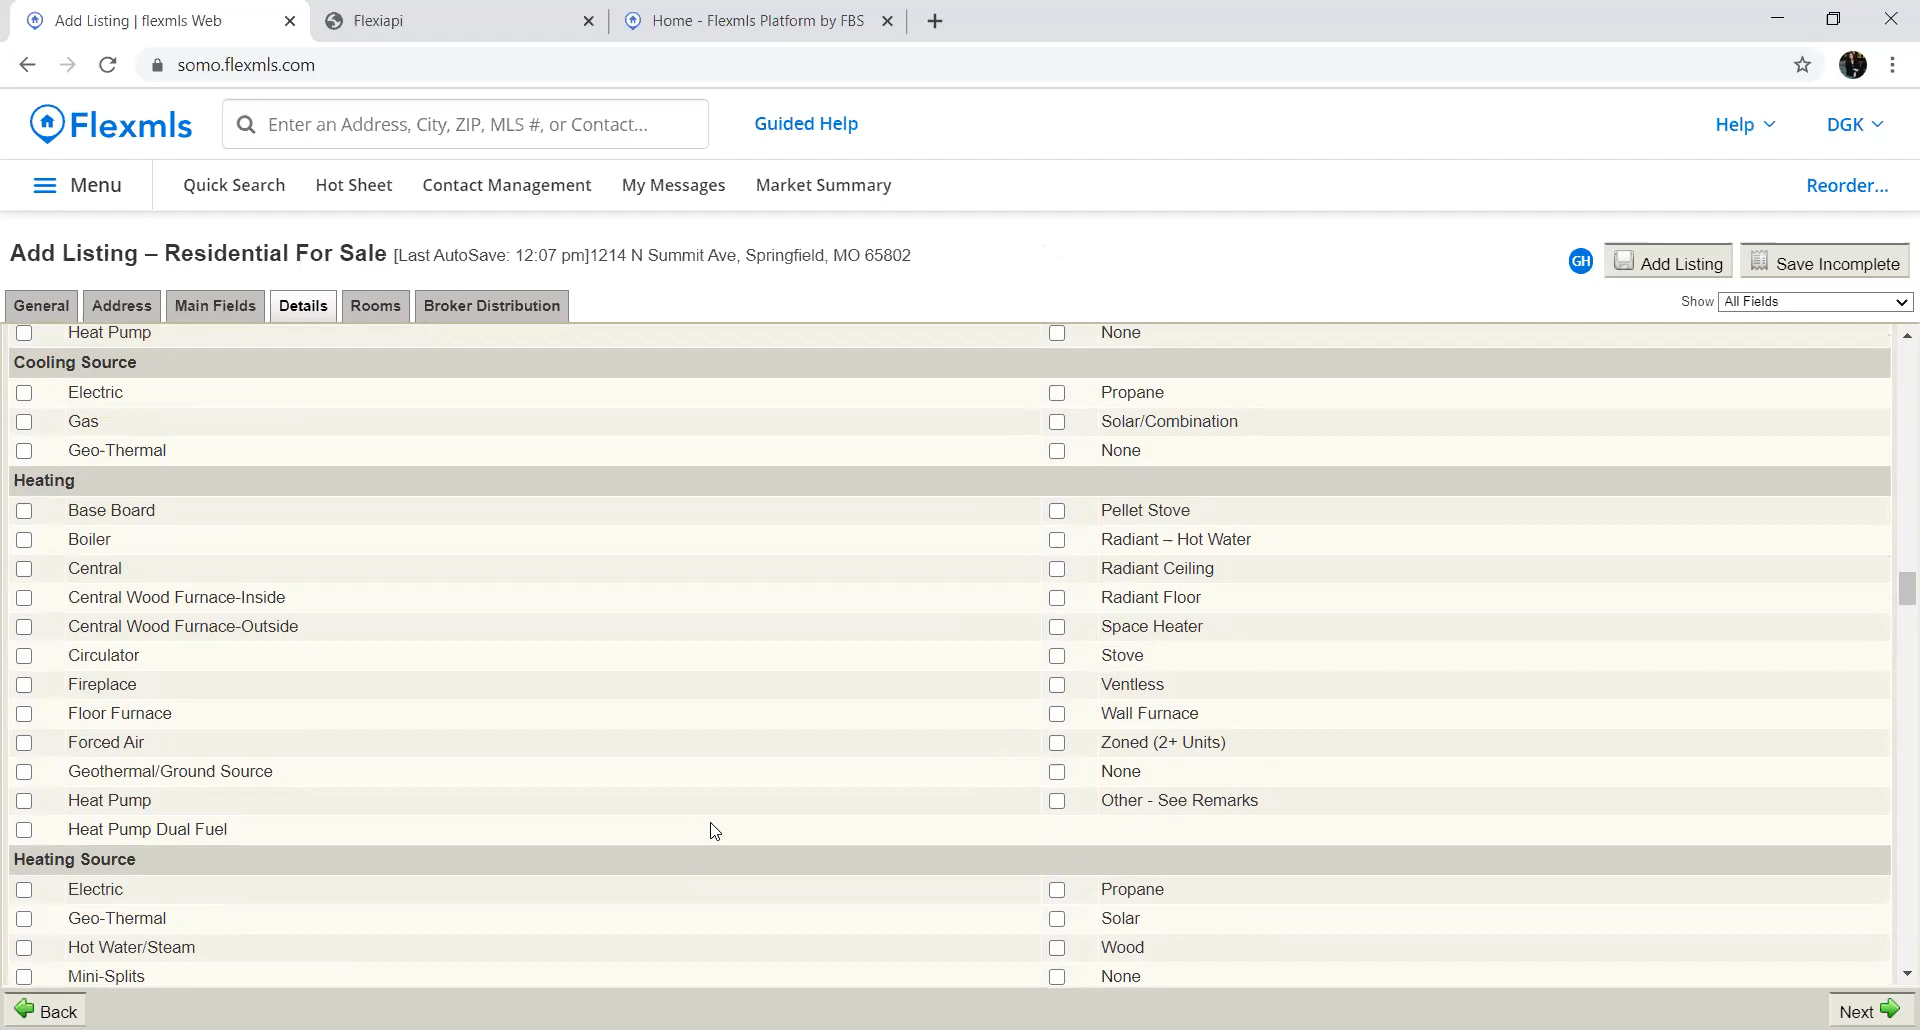 Add Listing | flexmls Web
Flexiapi
Home - Flexmls Platform by FBS
somo.flexmls.com
Flexmls
Enter an Address, City, ZIP, MLS #, or Contact...
Guided Help
Help
DGK
Menu
Quick Search
Hot Sheet
Contact Management
My Messages
Market Summary
Reorder...
Add Listing – Residential For Sale [Last AutoSave: 12:07 pm]1214 N Summit Ave, Springfield, MO 65802
GH
Add Listing
Save Incomplete
General
Address
Main Fields
Details
Rooms
Broker Distribution
Show All Fields
Heat Pump
None
Cooling Source
Electric
Propane
Gas
Solar/Combination
Geo-Thermal
None
Heating
Base Board
Pellet Stove
Boiler
Radiant – Hot Water
Central
Radiant Ceiling
Central Wood Furnace-Inside
Radiant Floor
Central Wood Furnace-Outside
Space Heater
Circulator
Stove
Fireplace
Ventless
Floor Furnace
Wall Furnace
Forced Air
Zoned (2+ Units)
Geothermal/Ground Source
None
Heat Pump
Other - See Remarks
Heat Pump Dual Fuel
Heating Source
Electric
Propane
Geo-Thermal
Solar
Hot Water/Steam
Wood
Mini-Splits
None
Back
Next